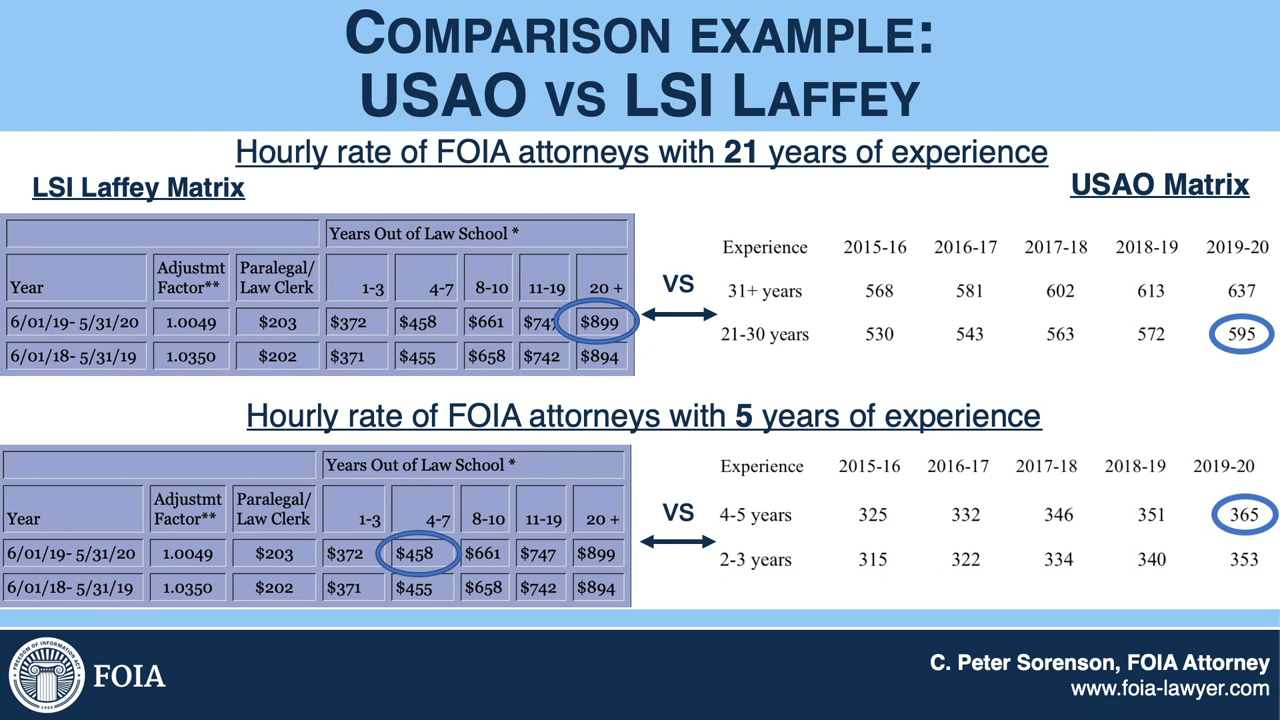 COMPARISON EXAMPLE:
USAO VS LSI LAFFEY
Hourly rate of FOIA attorneys with 21 years of experience
LSI Laffey Matrix
USAO Matrix
Years Out of Law School *
Year Adjustmt Factor** Paralegal/ Law Clerk 1-3 4-7 8-10 11-19 20 +
6/01/19- 5/31/20 1.0049 $203 $372 $458 $661 $747 $899
6/01/18- 5/31/19 1.0350 $202 $371 $455 $658 $742 $894
VS
Experience 2015-16 2016-17 2017-18 2018-19 2019-20
31+ years 568 581 602 613 637
21-30 years 530 543 563 572 595
Hourly rate of FOIA attorneys with 5 years of experience
Years Out of Law School *
Year Adjustmt Factor** Paralegal/ Law Clerk 1-3 4-7 8-10 11-19 20 +
6/01/19- 5/31/20 1.0049 $203 $372 $458 $661 $747 $899
6/01/18- 5/31/19 1.0350 $202 $371 $455 $658 $742 $894
VS
Experience 2015-16 2016-17 2017-18 2018-19 2019-20
4-5 years 325 332 346 351 365
2-3 years 315 322 334 340 353
FREEDOM OF INFORMATION ACT
1966
FOIA
C. Peter Sorenson, FOIA Attorney
www.foia-lawyer.com